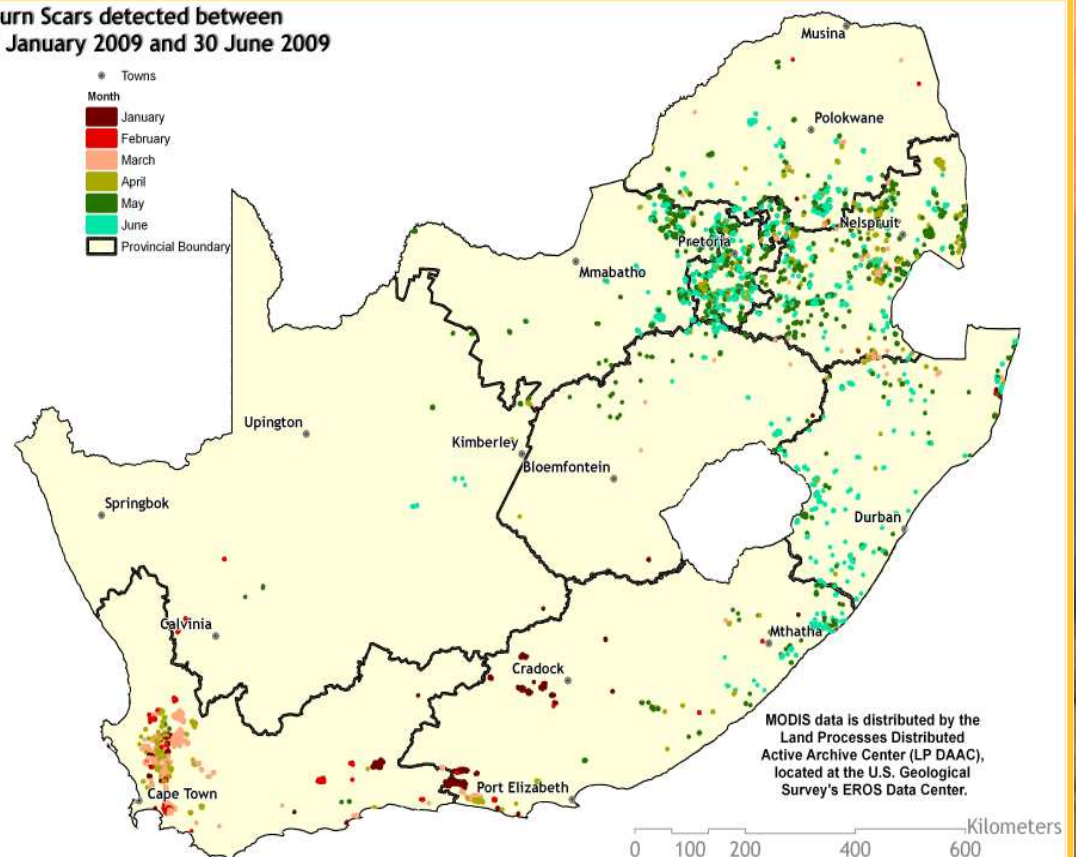 urn Scars detected between
January 2009 and 30 June 2009
Towns
Month
January
February
March
April
May
June
Provincial Boundary
Musina
Polokwane
Nelspruit
Pretoria
Mmabatho
Upington
Kimberley
Bloemfontein
Springbok
Durban
Calvinia
Mthatha
Cradock
Cape Town
Port Elizabeth
MODIS data is distributed by the
Land Processes Distributed
Active Archive Center (LP DAAC),
located at the U.S. Geological
Survey's EROS Data Center.
Kilometers
0 100 200 400 600